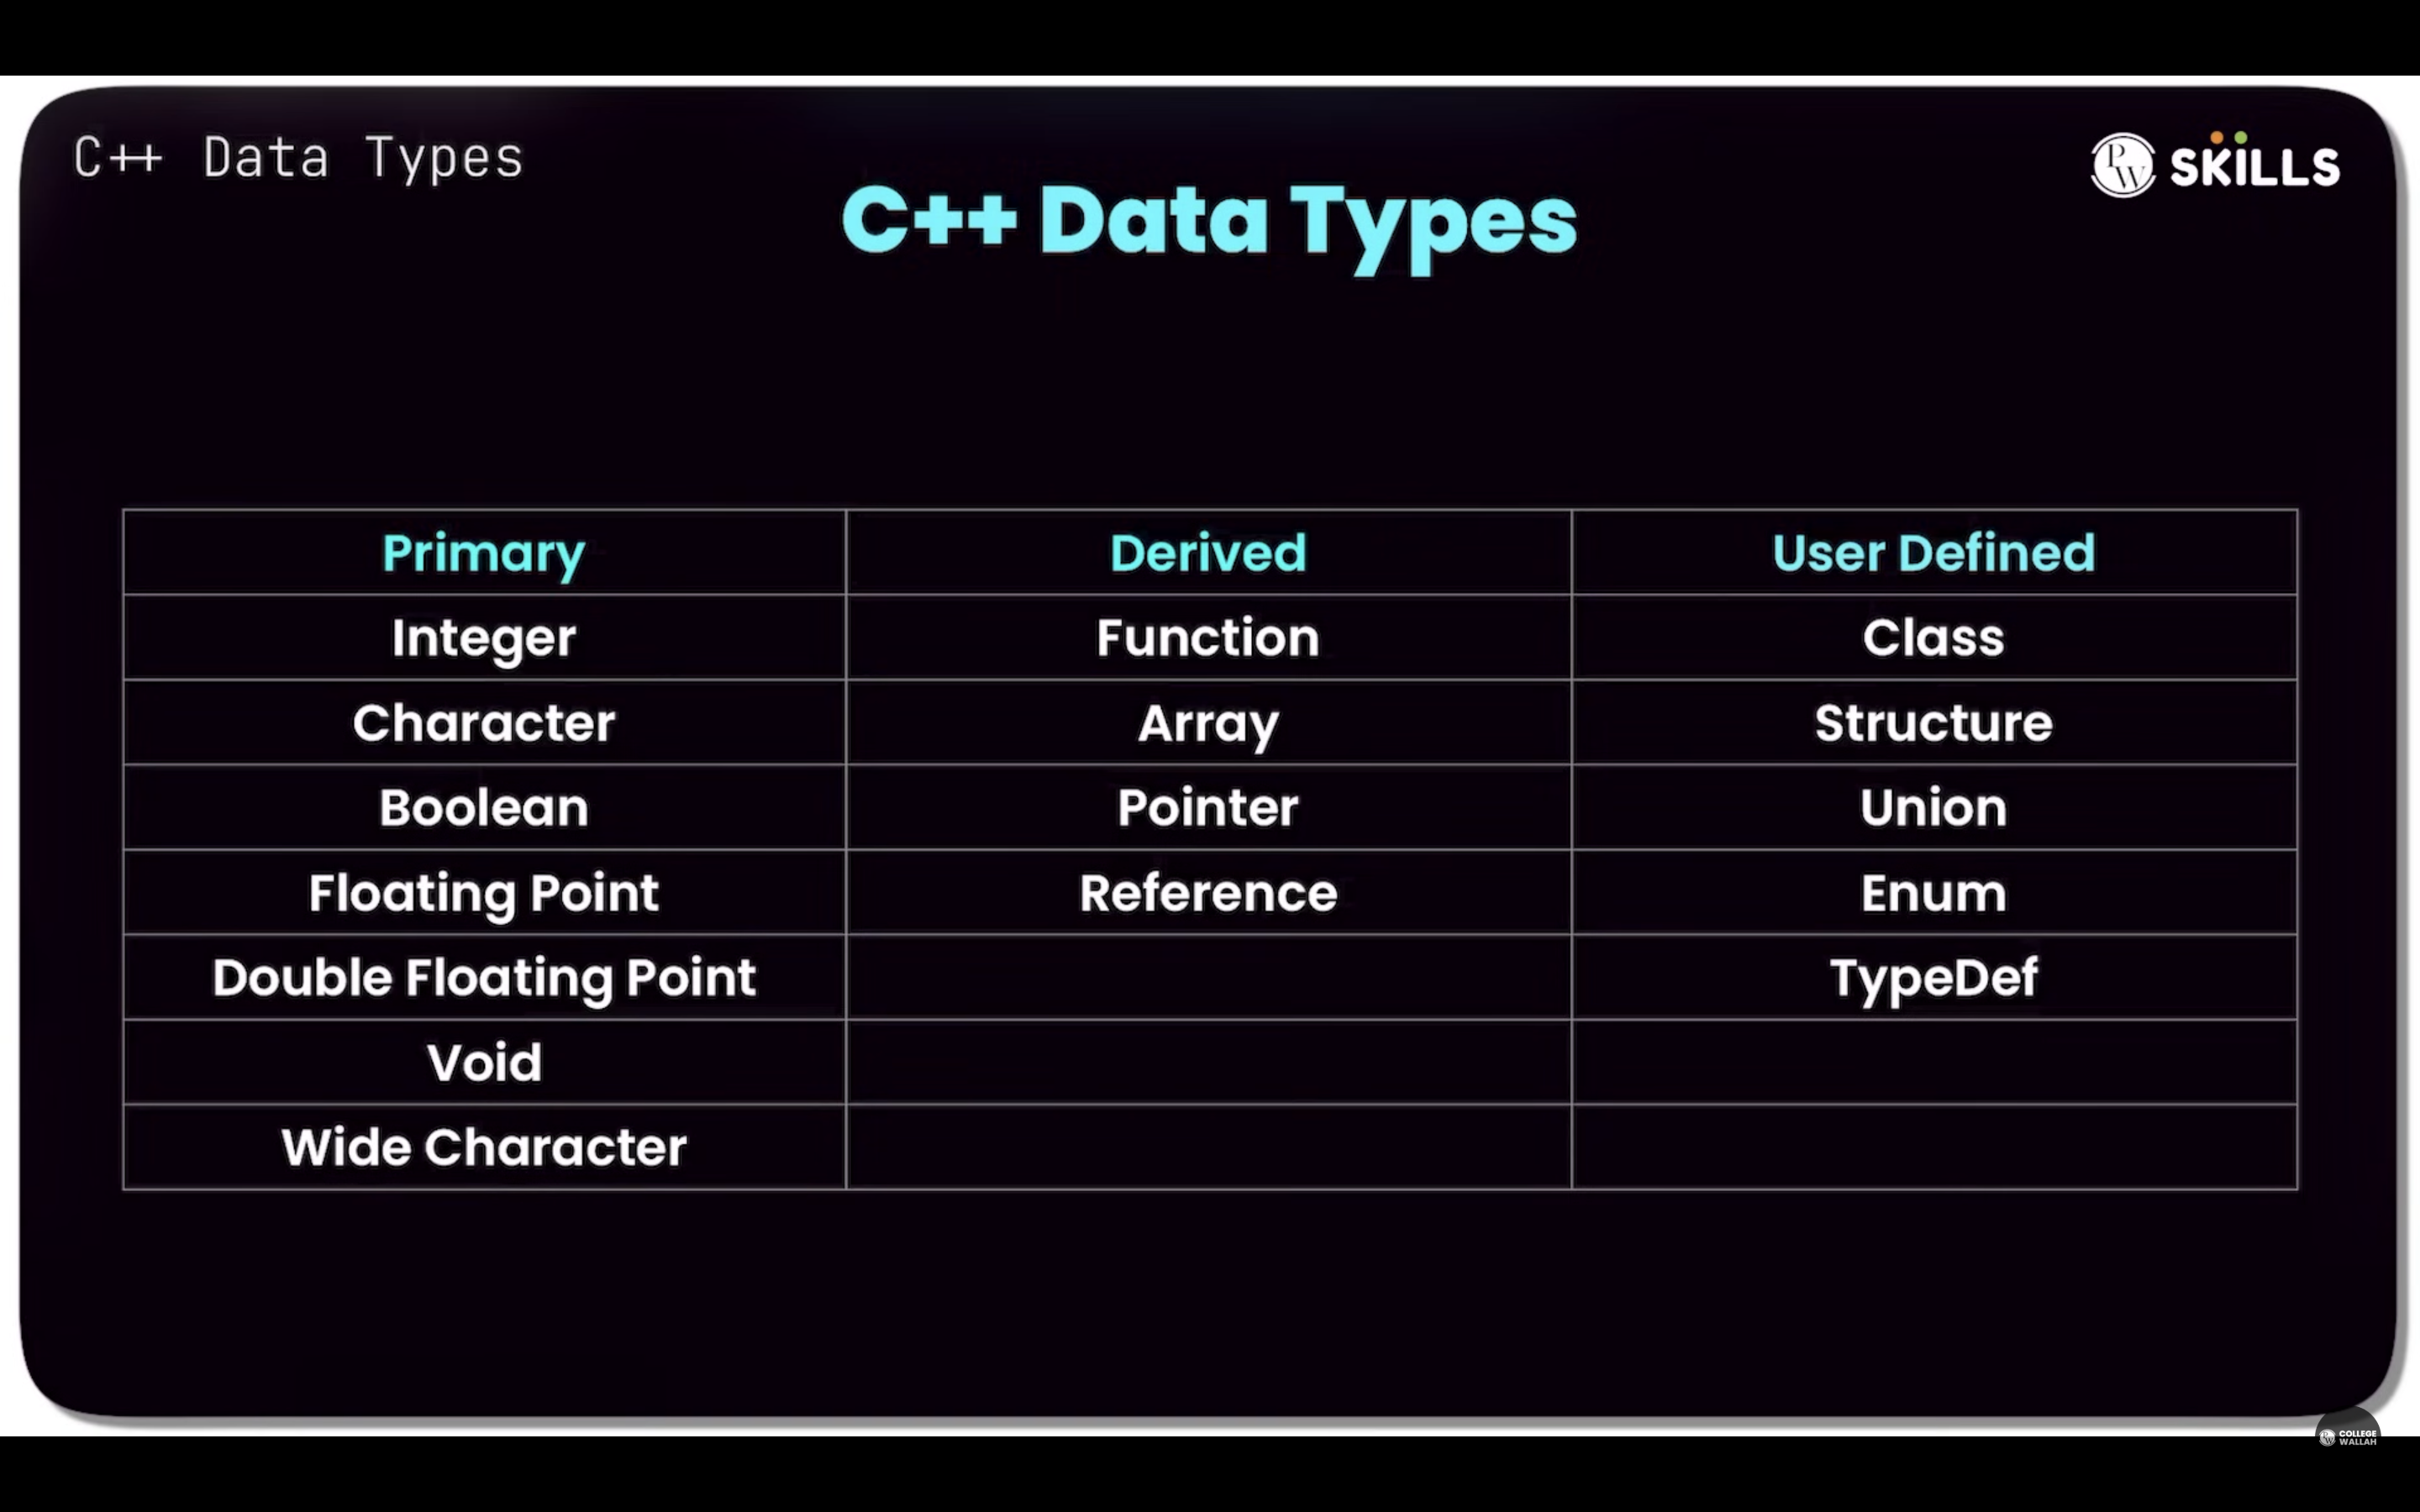 C++ Data Types
PW SKILLS
C++ Data Types
Primary Derived User Defined
Integer Function Class
Character Array Structure
Boolean Pointer Union
Floating Point Reference Enum
Double Floating Point TypeDef
Void
Wide Character
PW COLLEGE
WALLAH